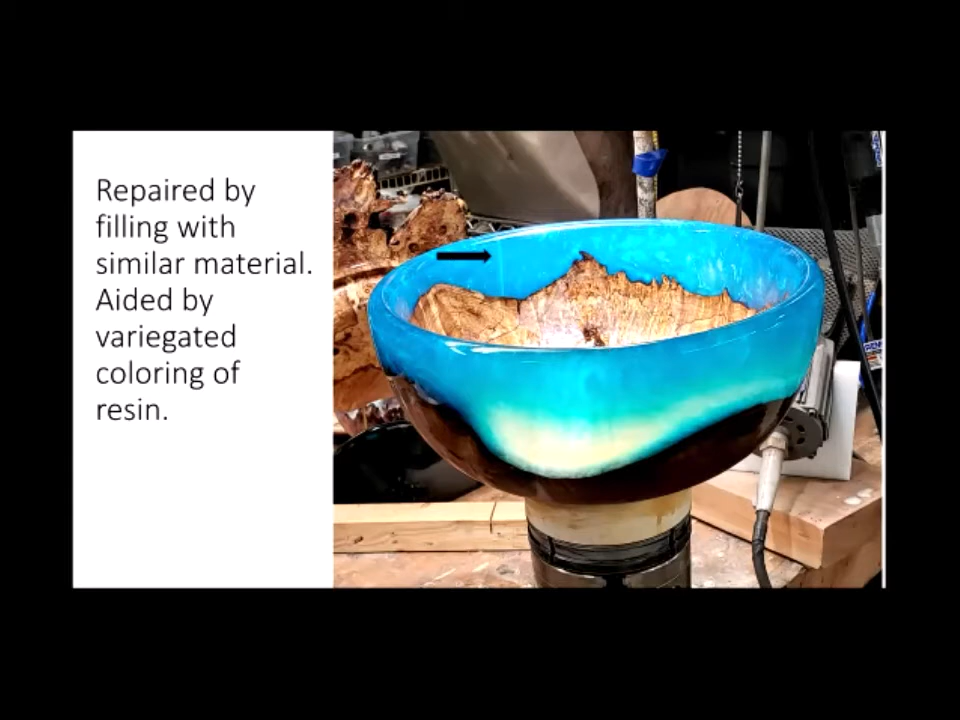 Repaired by
filling with
similar material.
Aided by
variegated
coloring of
resin.